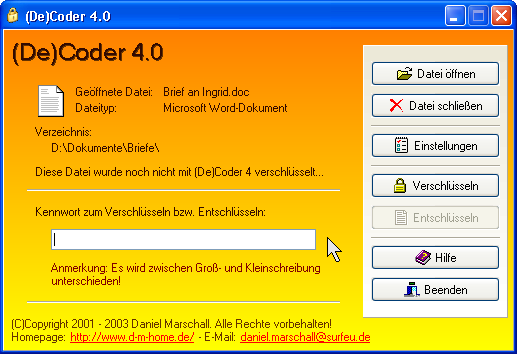 (De)Coder 4.0
(De)Coder 4.0
Geöffnete Datei: Brief an Ingrid.doc
Dateityp: Microsoft Word-Dokument
Verzeichnis:
D:\Dokumente\Briefe\
Diese Datei wurde noch nicht mit (De)Coder 4 verschlüsselt...
Kennwort zum Verschlüsseln bzw. Entschlüsseln:
Anmerkung: Es wird zwischen Groß- und Kleinschreibung
unterschieden!
Datei öffnen
Datei schließen
Einstellungen
Verschlüsseln
Entschlüsseln
Hilfe
Beenden
(C)Copyright 2001 - 2003 Daniel Marschall. Alle Rechte vorbehalten!
Homepage: http://www.d-m-home.de/ - E-Mail: daniel.marschall@surfeu.de